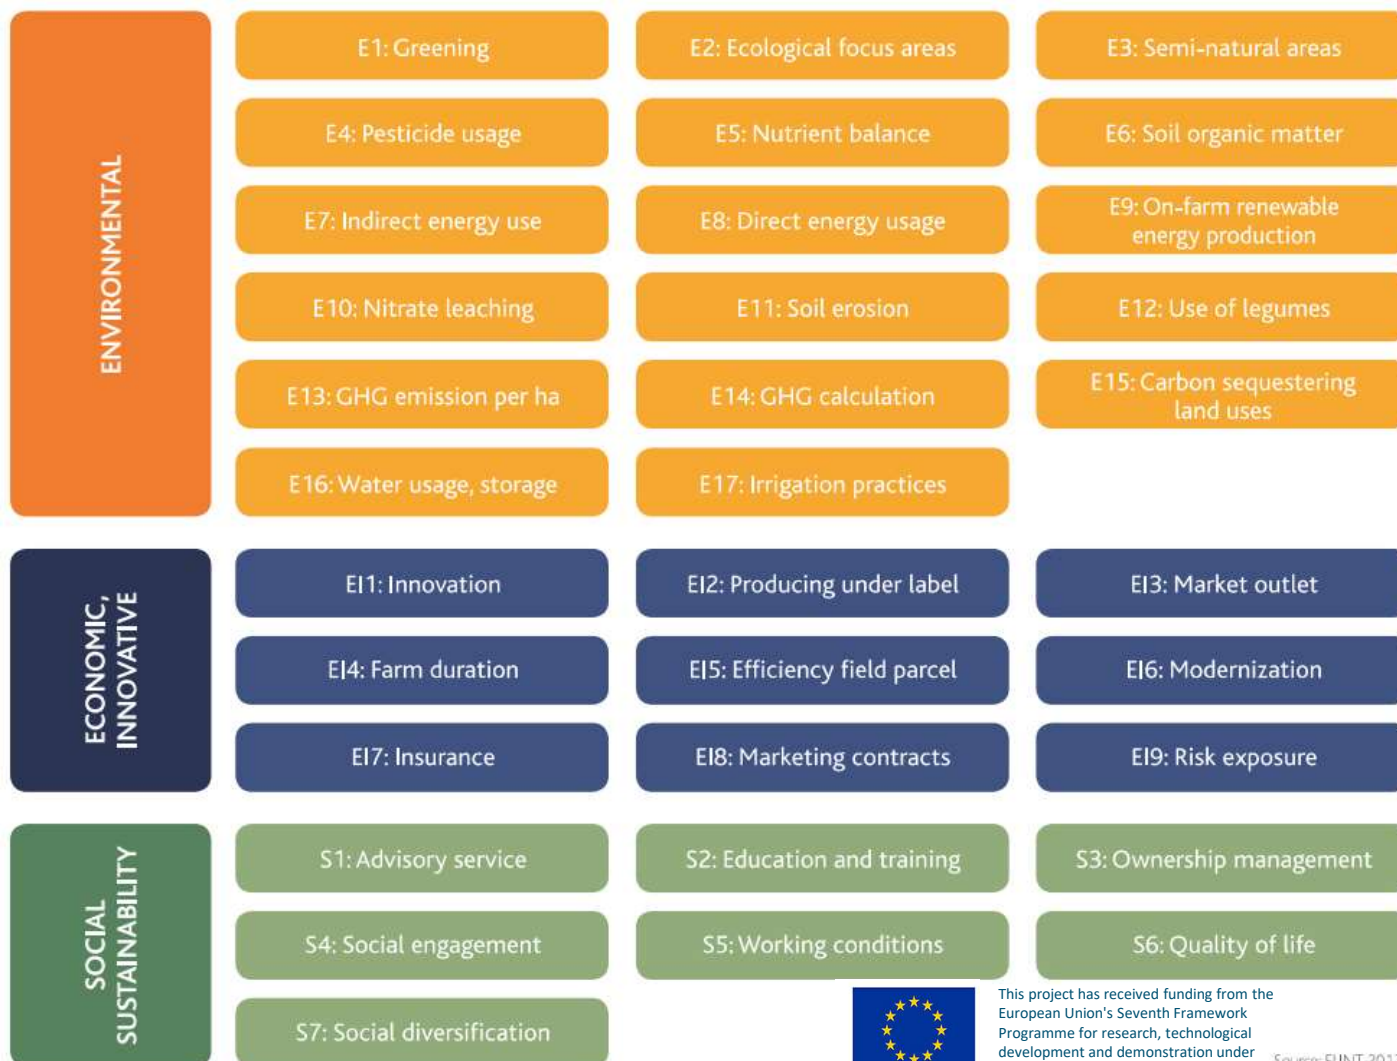 ENVIRONMENTAL
E1: Greening
E2: Ecological focus areas
E3: Semi-natural areas
E4: Pesticide usage
E5: Nutrient balance
E6: Soil organic matter
E7: Indirect energy use
E8: Direct energy usage
E9: On-farm renewable
energy production
E10: Nitrate leaching
E11: Soil erosion
E12: Use of legumes
E13: GHG emission per ha
E14: GHG calculation
E15: Carbon sequestering
land uses
E16: Water usage, storage
E17: Irrigation practices
ECONOMIC,
INNOVATIVE
EI1: Innovation
EI2: Producing under label
EI3: Market outlet
EI4: Farm duration
EI5: Efficiency field parcel
EI6: Modernization
EI7: Insurance
EI8: Marketing contracts
EI9: Risk exposure
SOCIAL
SUSTAINABILITY
S1: Advisory service
S2: Education and training
S3: Ownership management
S4: Social engagement
S5: Working conditions
S6: Quality of life
S7: Social diversification
This project has received funding from the
European Union's Seventh Framework
Programme for research, technological
development and demonstration under
Source: FLINT